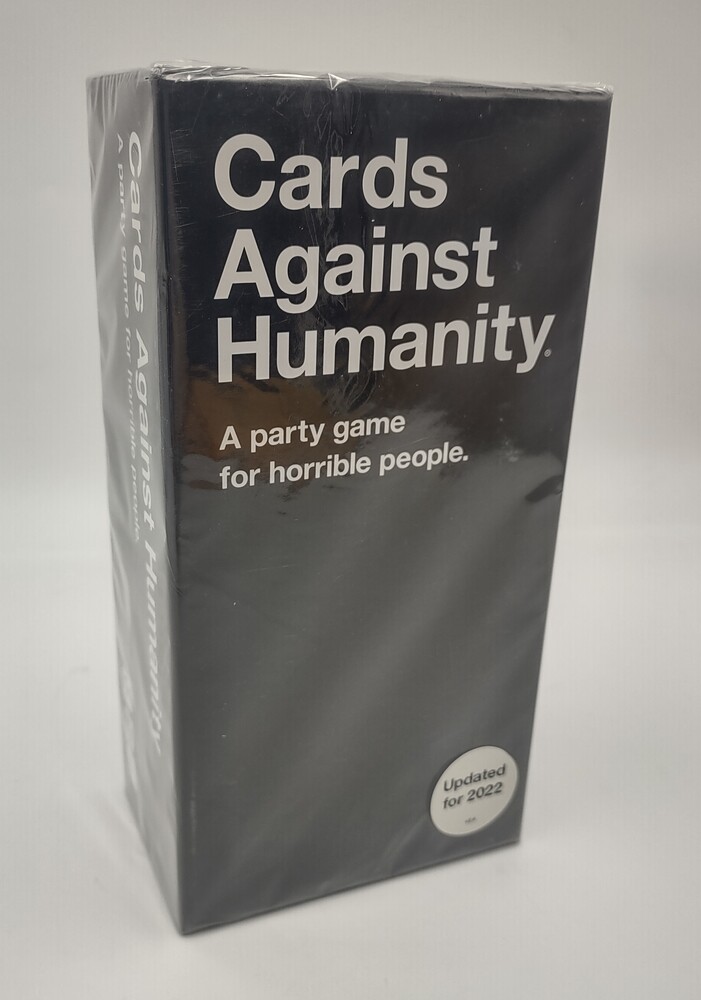 Cards
Against
Humanity®
A party game
for horrible people.
Updated
for 2022
Cards Against Humanity
A party game for horrible people.